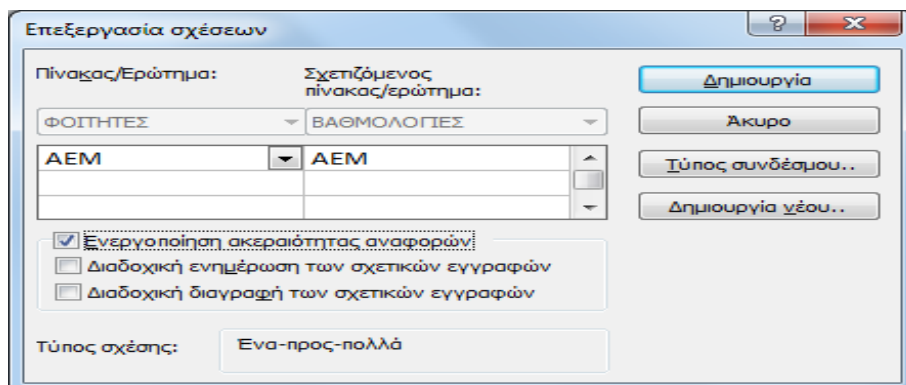 Επεξεργασία σχέσεων
Πίνακας/Ερώτημα:
Σχετιζόμενος
πίνακας/ερώτημα:
Δημιουργία
ΦΟΙΤΗΤΕΣ
ΒΑΘΜΟΛΟΓΙΕΣ
Άκυρο
ΑΕΜ
ΑΕΜ
Τύπος συνδέσμου..
Δημιουργία νέου..
Ενεργοποίηση ακεραιότητας αναφορών
Διαδοχική ενημέρωση των σχετικών εγγραφών
Διαδοχική διαγραφή των σχετικών εγγραφών
Τύπος σχέσης:
Ένα-προς-πολλά